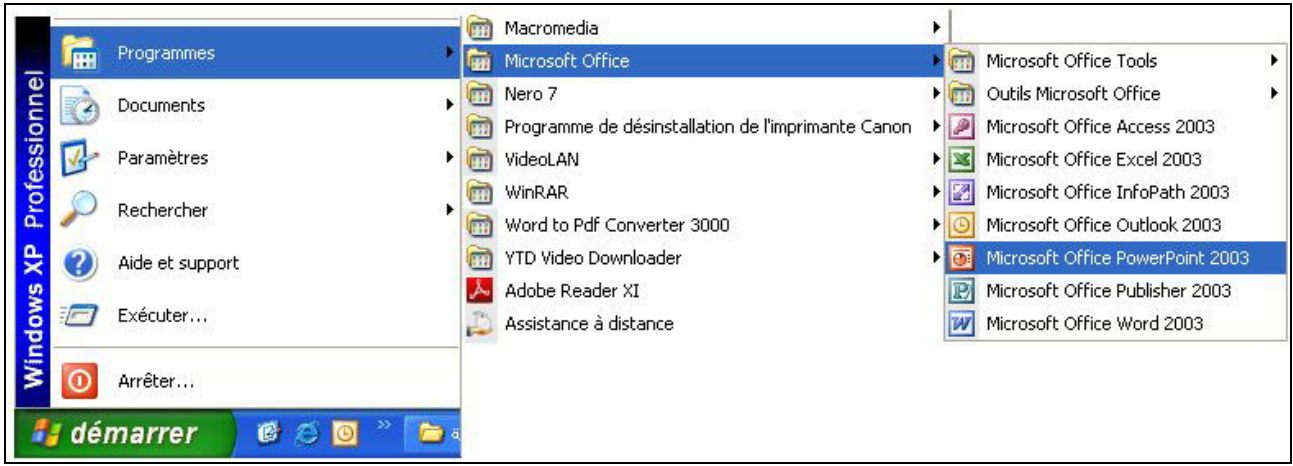 Windows XP Professionnel
Programmes
Documents
Paramètres
Rechercher
Aide et support
Exécuter...
Arrêter...
démarrer
Macromedia
Microsoft Office
Nero 7
Programme de désinstallation de l'imprimante Canon
VideoLAN
WinRAR
Word to Pdf Converter 3000
YTD Video Downloader
Adobe Reader XI
Assistance à distance
Microsoft Office Tools
Outils Microsoft Office
Microsoft Office Access 2003
Microsoft Office Excel 2003
Microsoft Office InfoPath 2003
Microsoft Office Outlook 2003
Microsoft Office PowerPoint 2003
Microsoft Office Publisher 2003
Microsoft Office Word 2003